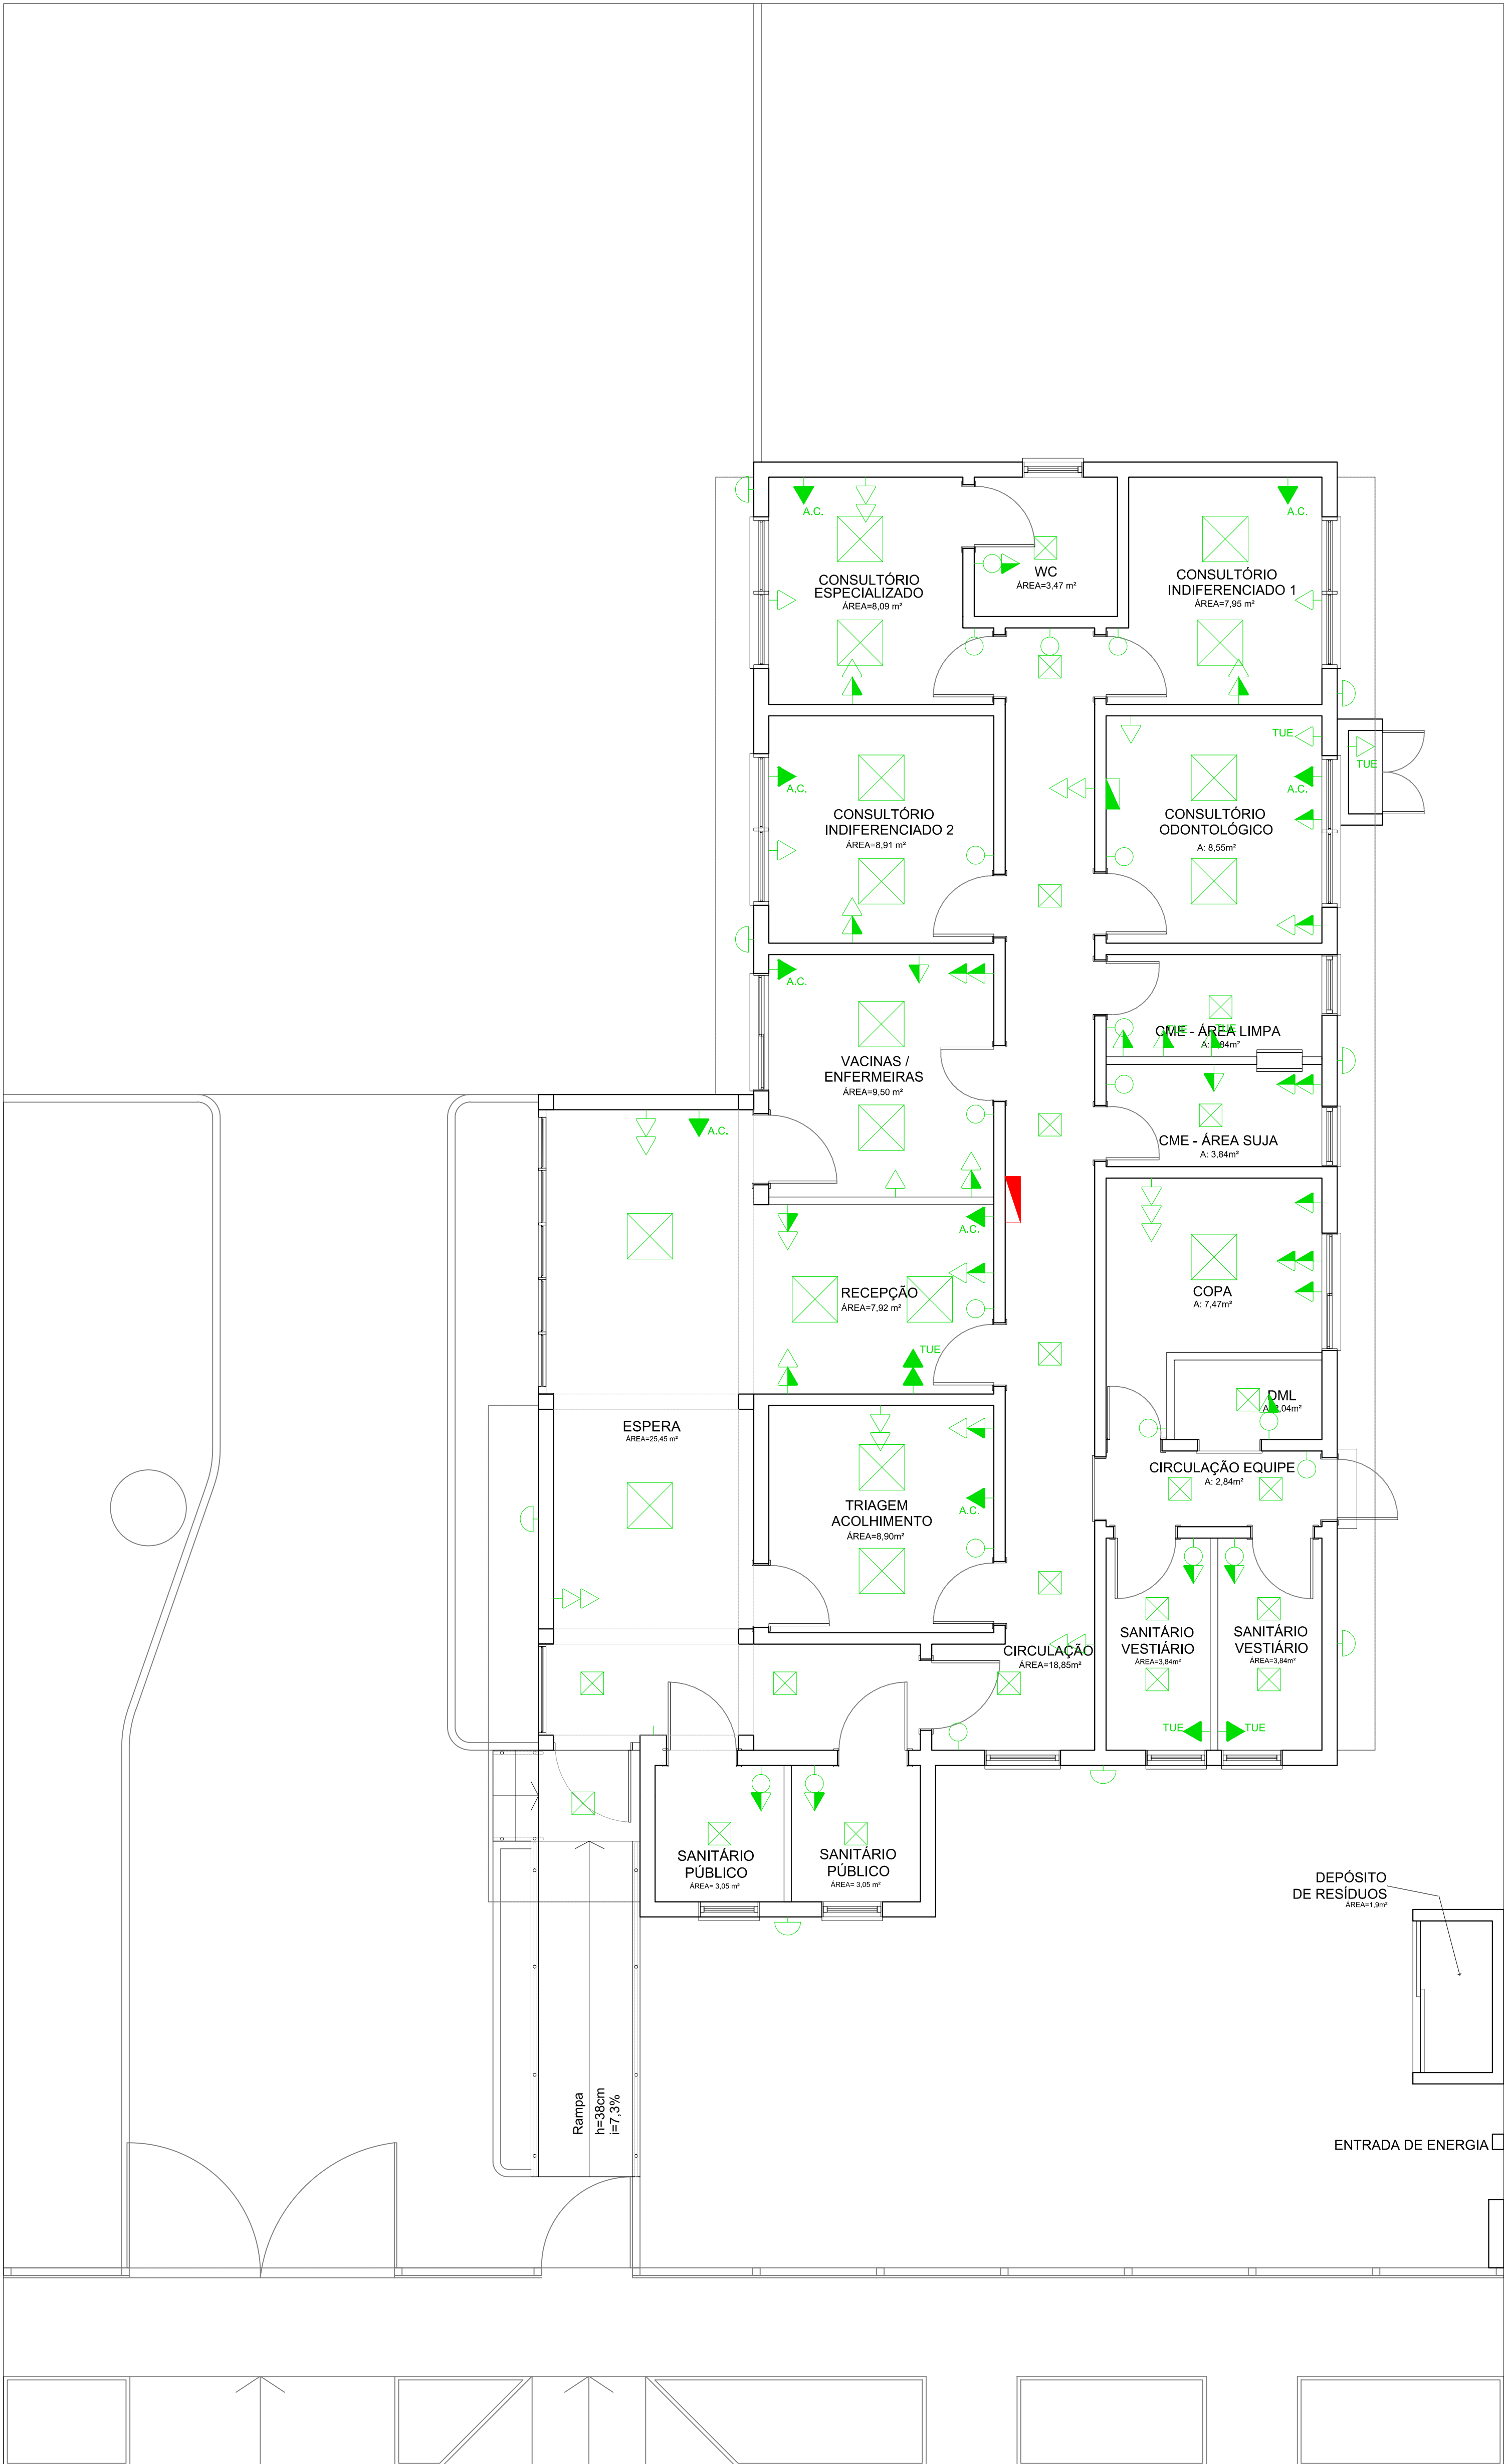 A.C.
A.C.
CONSULTÓRIO
ESPECIALIZADO
ÁREA=8,09 m²
WC
ÁREA=3,47 m²
CONSULTÓRIO
INDIFERENCIADO 1
ÁREA=7,95 m²
TUE
TUE
A.C.
A.C.
CONSULTÓRIO
INDIFERENCIADO 2
ÁREA=8,91 m²
CONSULTÓRIO
ODONTOLÓGICO
A: 8,55m²
A.C.
VACINAS /
ENFERMEIRAS
ÁREA=9,50 m²
TUE
TUE
CME - ÁREA LIMPA
A.C.
CME - ÁREA SUJA
A: 3,84m²
A.C.
RECEPÇÃO
ÁREA=7,92 m²
COPA
A: 7,47m²
TUE
DML
ESPERA
ÁREA=25,45 m²
CIRCULAÇÃO EQUIPE
A: 2,84m²
TRIAGEM
ACOLHIMENTO
ÁREA=8,90m²
A.C.
SANITÁRIO
VESTIÁRIO
ÁREA=3,84m²
SANITÁRIO
VESTIÁRIO
ÁREA=3,84m²
CIRCULAÇÃO
ÁREA=18,85m²
TUE
TUE
SANITÁRIO
PÚBLICO
ÁREA= 3,05 m²
SANITÁRIO
PÚBLICO
ÁREA= 3,05 m²
DEPÓSITO
DE RESÍDUOS
ÁREA=1,9m²
Rampa
h=38cm
i=7,3%
ENTRADA DE ENERGIA